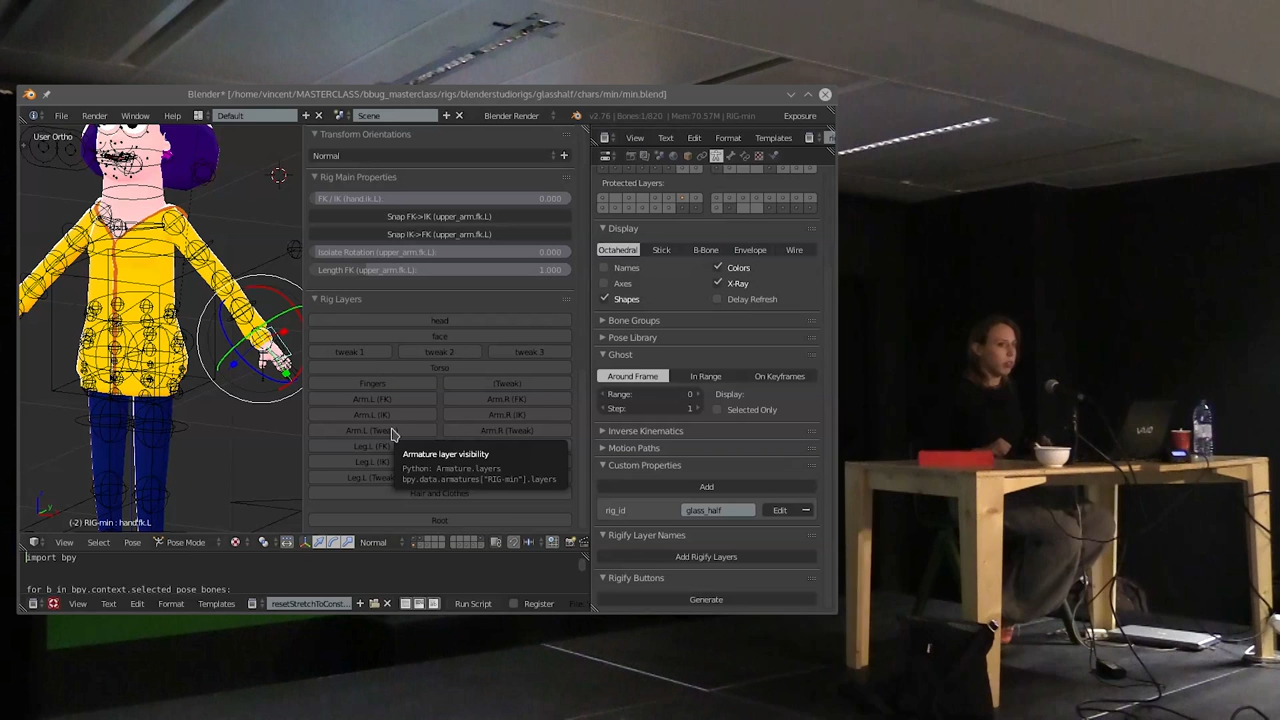 Blender* [/home/vincent/MASTERCLASS/bbug_masterclass/rigs/blenderstudiorigs/glasshalf/chars/min/min.blend]
File Render Window Help Default Scene Blender Render v2.76 | Bones:1/820 | Mem:70.57M | RIG-min Exposure
User Ortho
View Text Edit Format Templates
Transform Orientations
Normal
Rig Main Properties
FK / IK (hand.ik.L) 0.000
Snap FK->IK (upper_arm.fk.L)
Snap IK->FK (upper_arm.fk.L)
Isolate Rotation (upper_arm.fk.L): 0.000
Length FK (upper_arm.fk.L): 1.000
Rig Layers
head
face
tweak 1 tweak 2 tweak 3
Torso
Fingers (Tweak)
Arm.L (FK) Arm.R (FK)
Arm.L (IK) Arm.R (IK)
Arm.L (Tweak Arm.R (Tweak)
Leg.L (FK)
Leg.L (IK)
Leg.L (Tweak
Armature layer visibility
Python: Armature.layers
bpy.data.armatures["RIG-min"].layers
Hair and Clothes
Root
(-2) RIG-min : hand.fk.L
View Select Pose Pose Mode Normal
import bpy
for b in bpy.context.selected pose bones:
View Text Edit Format Templates resetStretchToConst... Run Script Register
Protected Layers:
Display
Octahedral Stick B-Bone Envelope Wire
Names Colors
Axes X-Ray
Shapes Delay Refresh
Bone Groups
Pose Library
Ghost
Around Frame In Range On Keyframes
Range: 0 Display:
Step: 1 Selected Only
Inverse Kinematics
Motion Paths
Custom Properties
Add
rig_id glass_half Edit
Rigify Layer Names
Add Rigify Layers
Rigify Buttons
Generate